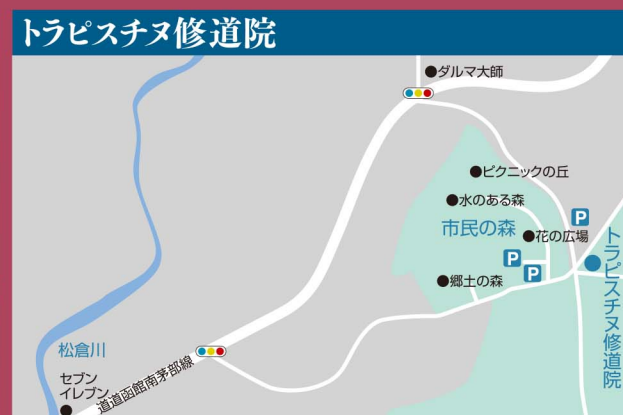 トラピスチヌ修道院
ダルマ大師
ピクニックの丘
水のある森
市民の森
P
花の広場
P
P
郷土の森
トラピスチヌ修道院
松倉川
セブン
イレブン
道道函館南茅部線